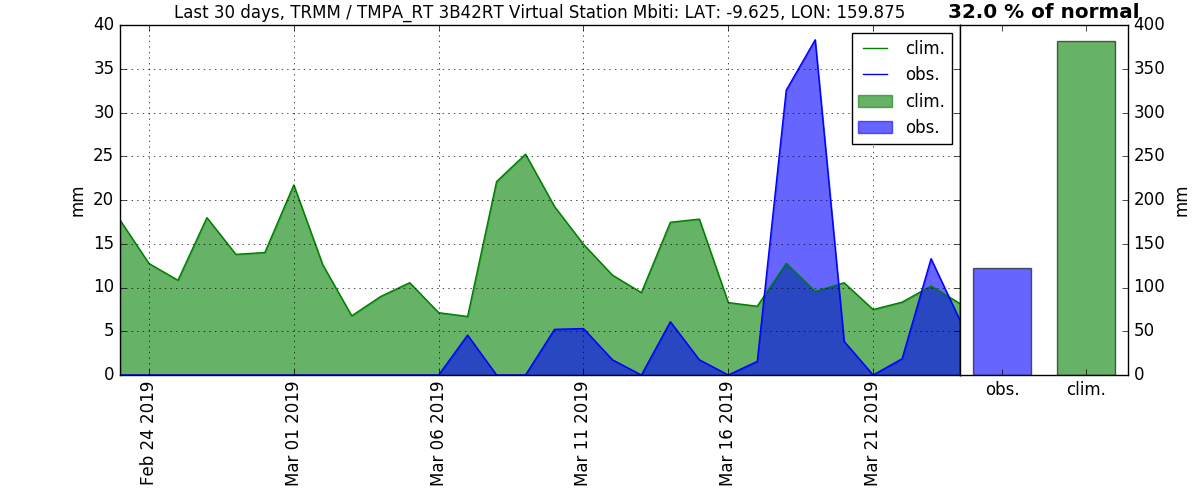 Last 30 days, TRMM / TMPA_RT 3B42RT Virtual Station Mbiti: LAT: -9.625, LON: 159.875
32.0 % of normal
40
35
30
25
20
15
10
5
0
mm
clim.
obs.
clim.
obs.
400
350
300
250
200
150
100
50
0
mm
obs.
clim.
Feb 24 2019
Mar 01 2019
Mar 06 2019
Mar 11 2019
Mar 16 2019
Mar 21 2019